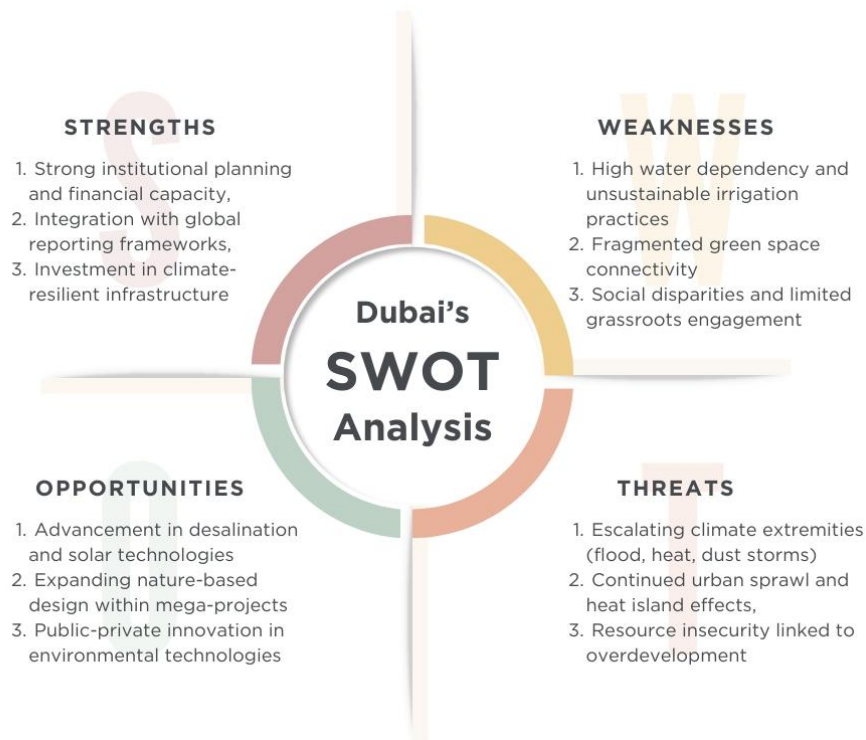 STRENGTHS
1. Strong institutional planning
and financial capacity,
2. Integration with global
reporting frameworks,
3. Investment in climate-
resilient infrastructure
WEAKNESSES
1. High water dependency and
unsustainable irrigation
practices
2. Fragmented green space
connectivity
3. Social disparities and limited
grassroots engagement
Dubai's
SWOT
Analysis
OPPORTUNITIES
1. Advancement in desalination
and solar technologies
2. Expanding nature-based
design within mega-projects
3. Public-private innovation in
environmental technologies
THREATS
1. Escalating climate extremities
(flood, heat, dust storms)
2. Continued urban sprawl and
heat island effects,
3. Resource insecurity linked to
overdevelopment
S
W
O
T